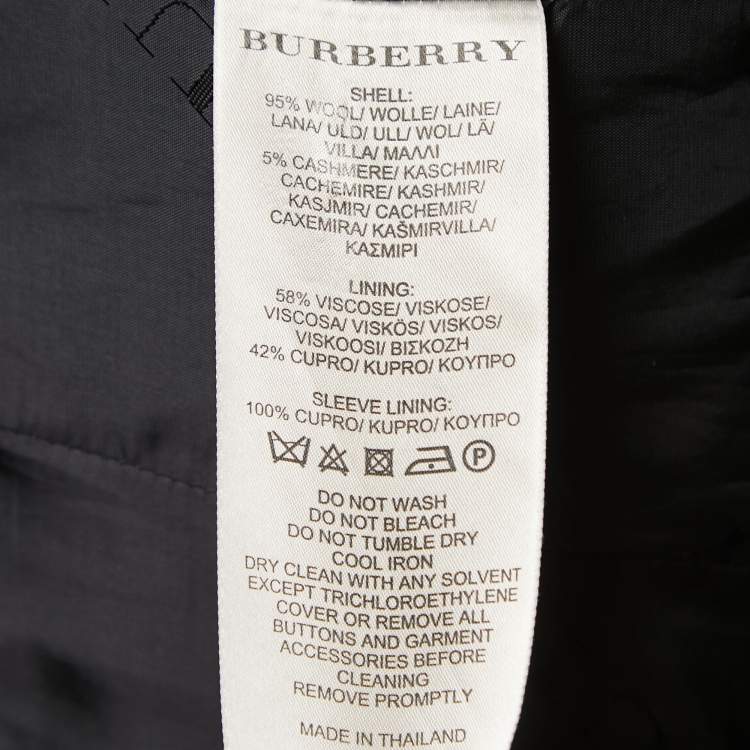 BURBERRY
SHELL:
95% WOOL/ WOLLE/ LAINE/
LANA/ ULD/ ULL/ WOL/ LÄ/
VILLA/ ΜΑΛΛΙ
5% CASHMERE/ KASCHMIR/
CACHEMIRE/ KASHMIR/
KASJMIR/ CACHEMIR/
CAXEMIRA/ KAŠMIRVILLA/
ΚΑΣΜΙΡΙ
LINING:
58% VISCOSE/ VISKOSE/
VISCOSA/ VISKÖS/ VISKOS/
VISKOOSI/ ΒΙΣΚΟΖΗ
42% CUPRO/ KUPRO/ ΚΟΥΠΡΟ
SLEEVE LINING:
100% CUPRO/ KUPRO/ ΚΟΥΠΡΟ
P
DO NOT WASH
DO NOT BLEACH
DO NOT TUMBLE DRY
COOL IRON
DRY CLEAN WITH ANY SOLVENT
EXCEPT TRICHLOROETHYLENE
COVER OR REMOVE ALL
BUTTONS AND GARMENT
ACCESSORIES BEFORE
CLEANING
REMOVE PROMPTLY
MADE IN THAILAND